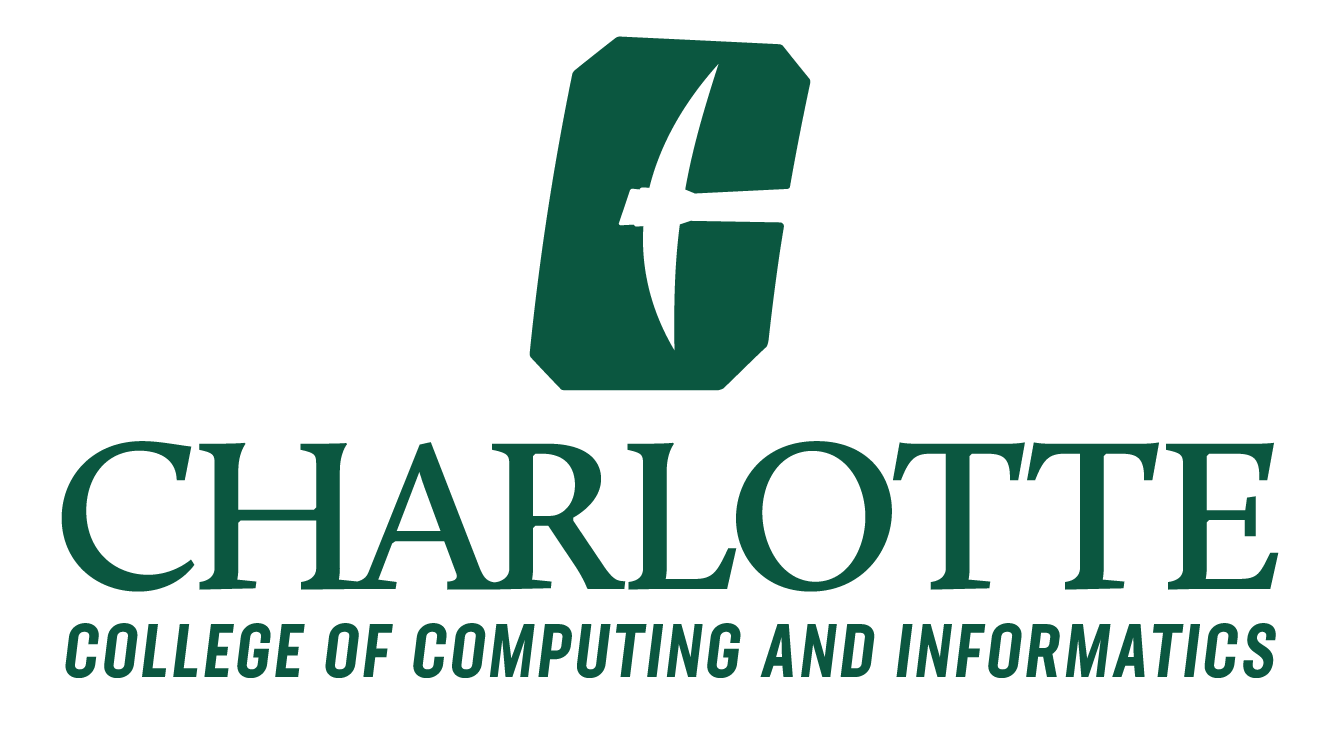 C
CHARLOTTE
COLLEGE OF COMPUTING AND INFORMATICS